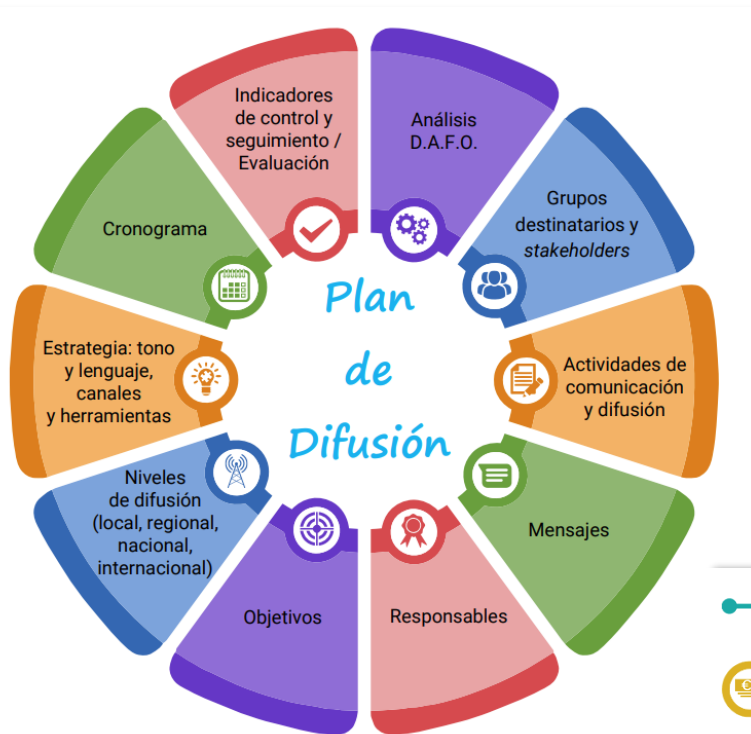 Plan
de
Difusión
Análisis
D.A.F.O.
Grupos
destinatarios y
stakeholders
Actividades de
comunicación
y difusión
Mensajes
Responsables
Objetivos
Niveles
de difusión
(local, regional,
nacional,
internacional)
Estrategia: tono
y lenguaje,
canales
y herramientas
Cronograma
Indicadores
de control y
seguimiento /
Evaluación